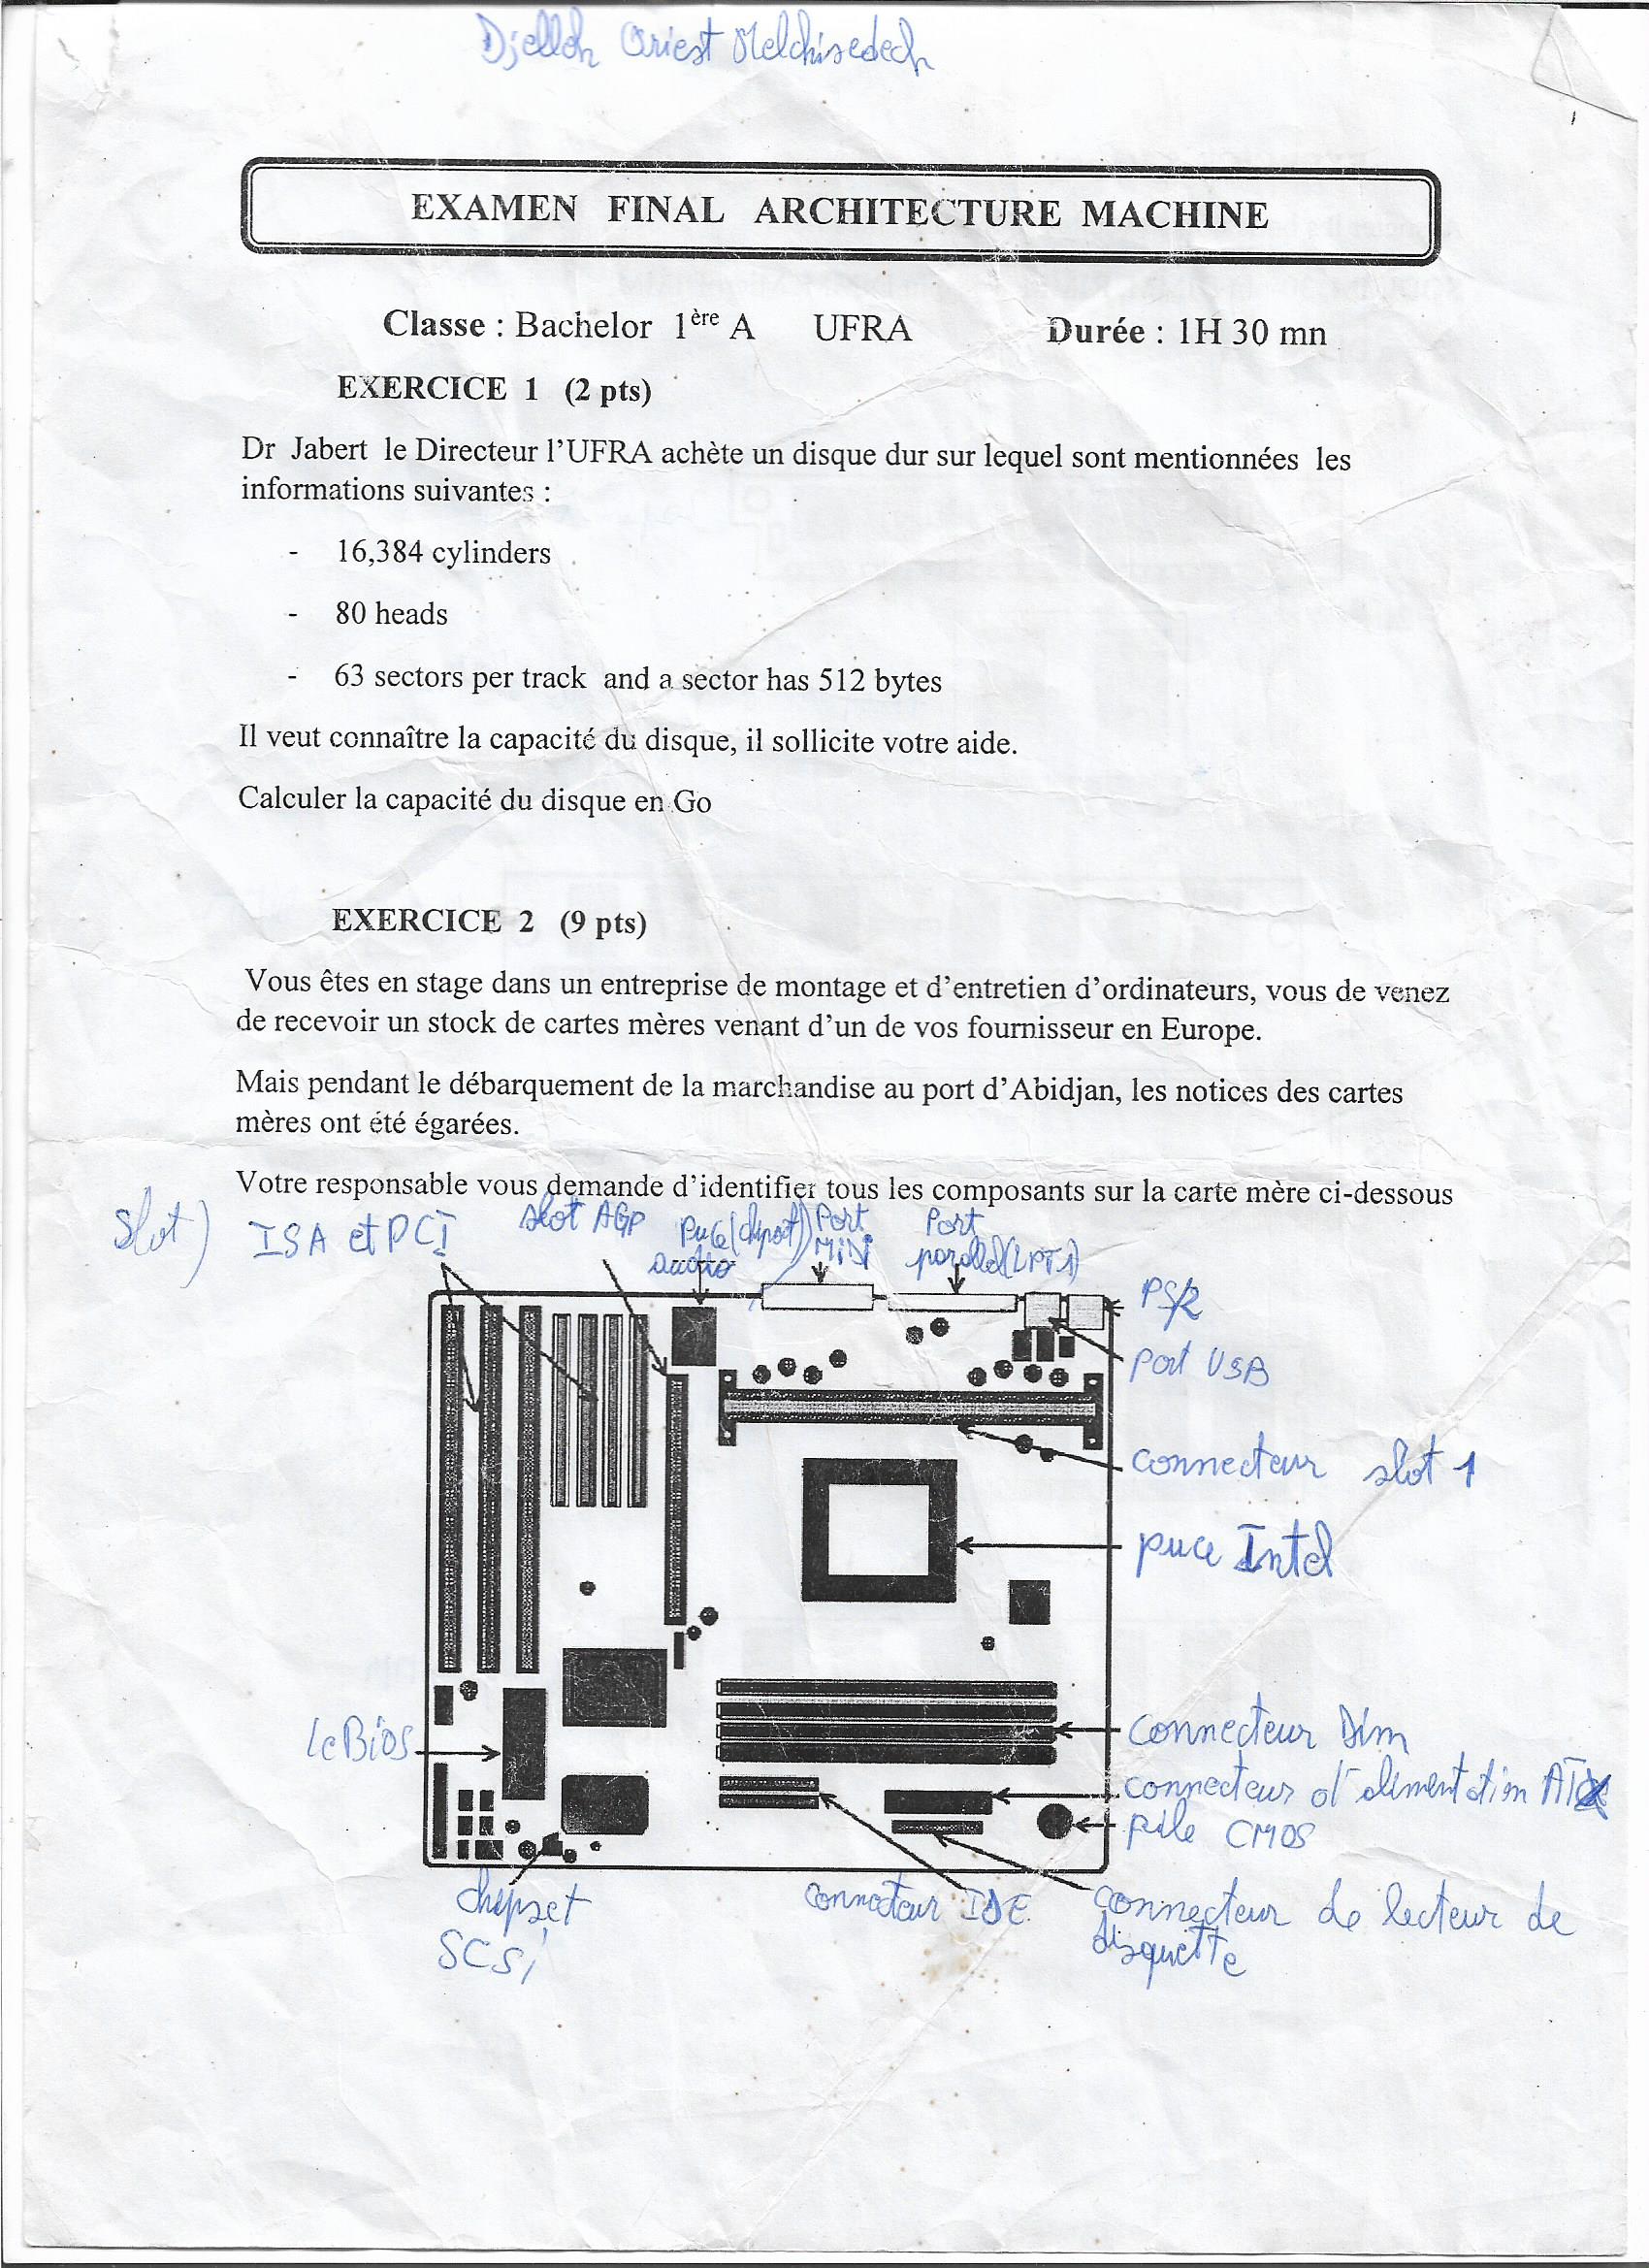 Djelloh Oriest Melchisedech
EXAMEN FINAL ARCHITECTURE MACHINE
Classe : Bachelor 1ère A UFRA Durée : 1H 30 mn
EXERCICE 1 (2 pts)
Dr Jabert le Directeur l’UFRA achète un disque dur sur lequel sont mentionnées les
informations suivantes :
- 16,384 cylinders
- 80 heads
- 63 sectors per track and a sector has 512 bytes
Il veut connaître la capacité du disque, il sollicite votre aide.
Calculer la capacité du disque en Go
EXERCICE 2 (9 pts)
Vous êtes en stage dans un entreprise de montage et d’entretien d’ordinateurs, vous de venez
de recevoir un stock de cartes mères venant d’un de vos fournisseur en Europe.
Mais pendant le débarquement de la marchandise au port d’Abidjan, les notices des cartes
mères ont été égarées.
Votre responsable vous demande d’identifier tous les composants sur la carte mère ci-dessous
Slot) ISA et PCI
slot AGP
puce (chipset)
audio
Port
MiDi
Port
parallel (LPT1)
PS/2
port USB
connecteur slot 1
puce Intel
le Bios
connecteur Dim
connecteur d'alimentation ATX
pile CMOS
chipset
SCSi
connecteur IDE
connecteur de lecteur de
disquette